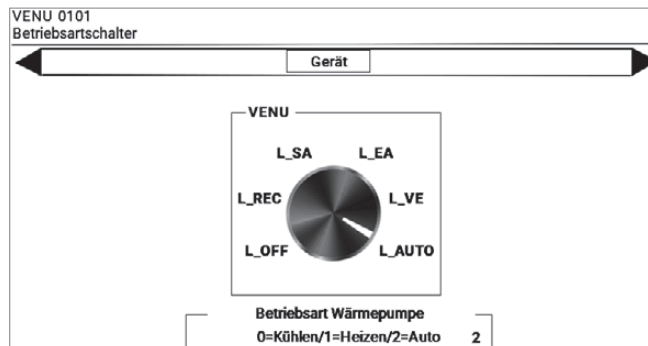 VENU 0101
Betriebsartschalter
Gerät
VENU
L_SA L_EA
L_REC L_VE
L_OFF L_AUTO
Betriebsart Wärmepumpe
0=Kühlen/1=Heizen/2=Auto 2